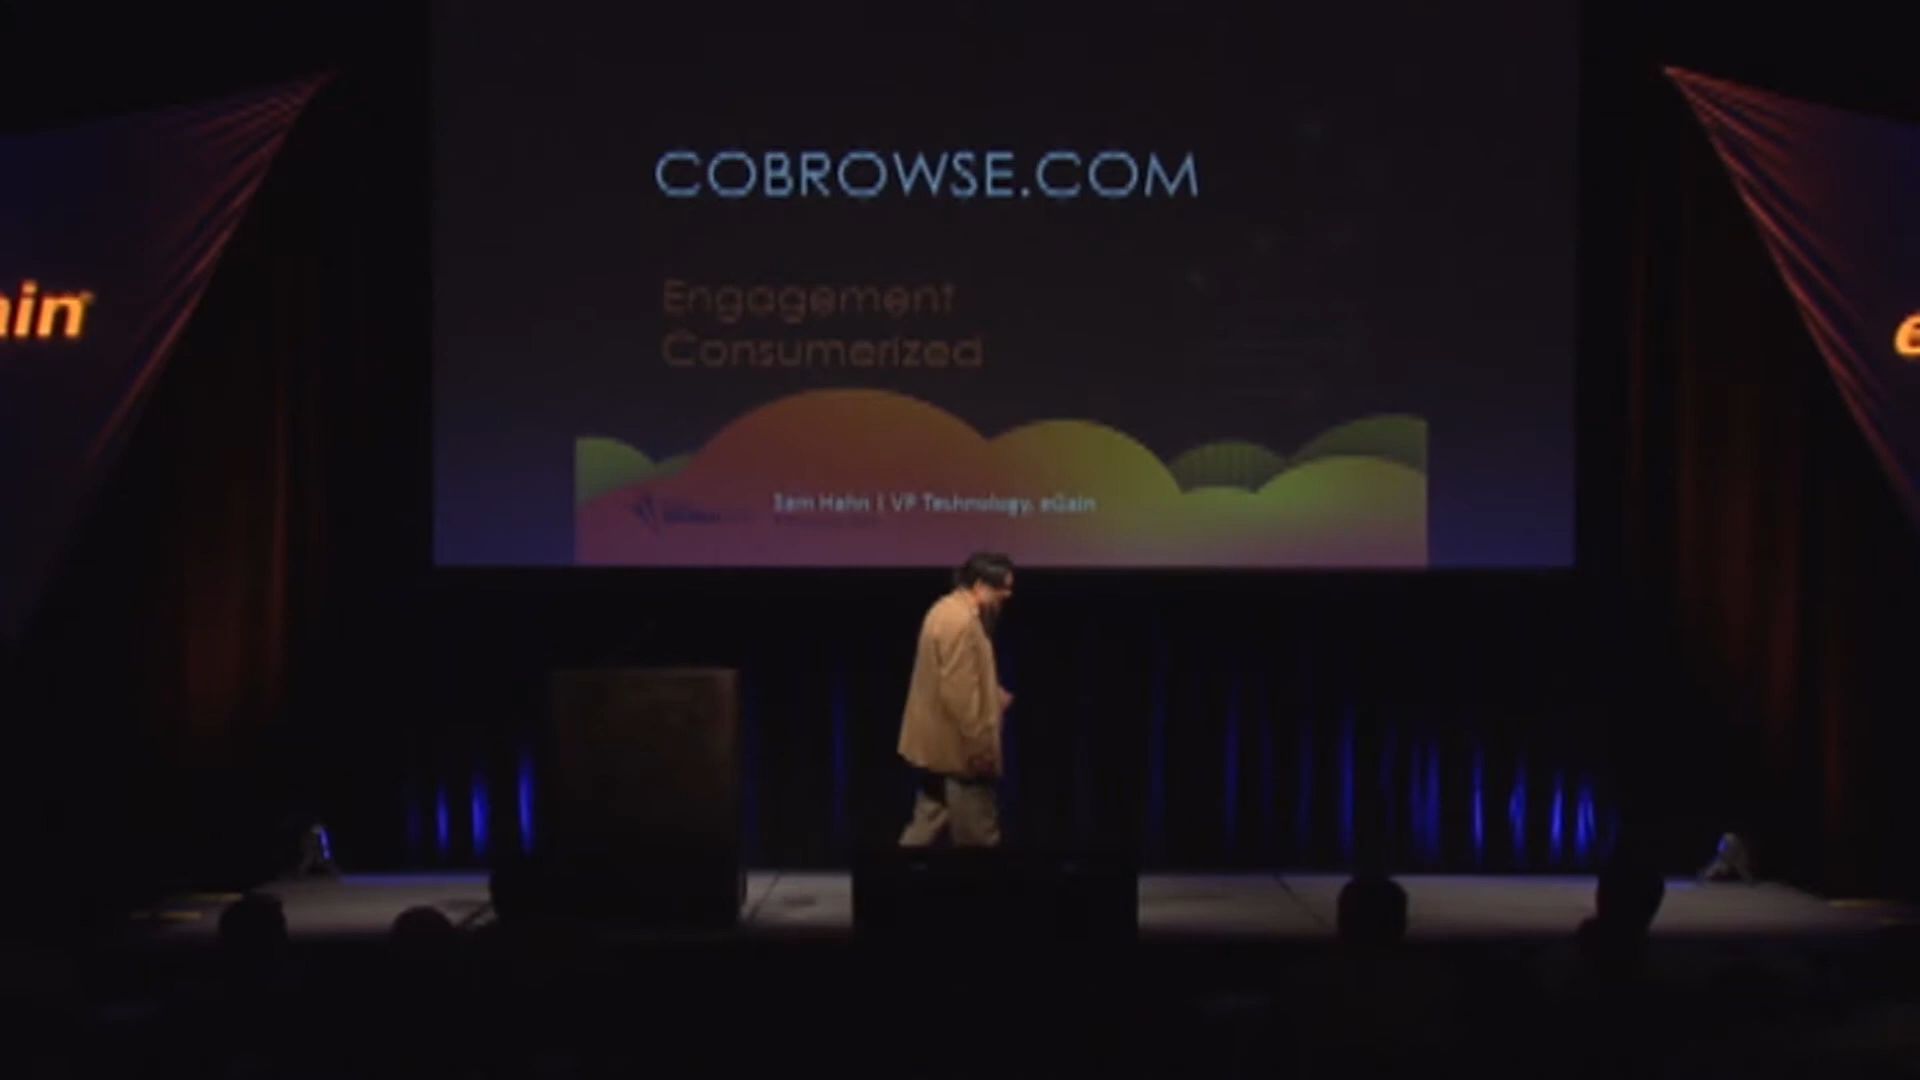 COBROWSE.COM
ain
e
Engagement
Consumerized
Sam Hahn | VP Technology, eGain